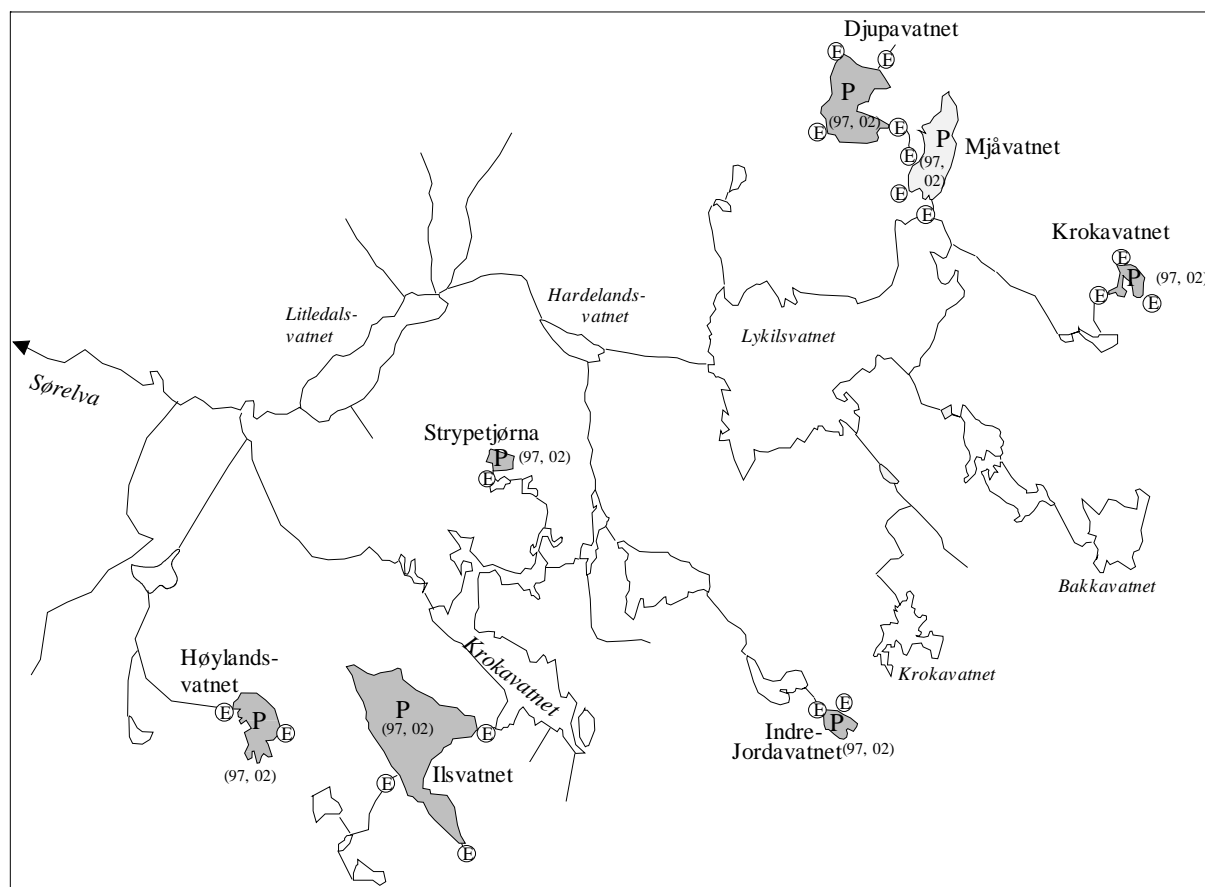 Djupavatnet
E
E
P
(97, 02)
E
E
P
Mjåvatnet
E
(97,
02)
E
E
Krokavatnet
E
P
(97, 02)
E
E
Hardelands-
vatnet
Litledals-
vatnet
Lykilsvatnet
Sørelva
Strypetjørna
P
(97, 02)
E
Bakkavatnet
Krokavatnet
Høylands-
vatnet
E
P
E
(97, 02)
P
(97, 02)
E
Ilsvatnet
E
E
Krokavatnet
E
E
P
Indre-
Jordavatnet
(97, 02)